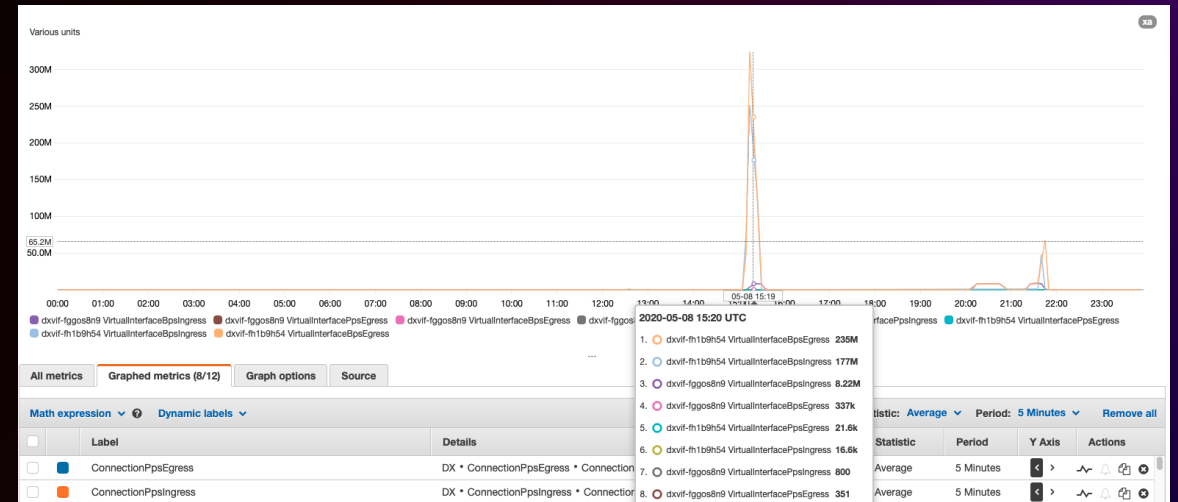 xa
Various units
300M
250M
200M
150M
100M
65.2M
50.0M
05-08 15:19
00:00 01:00 02:00 03:00 04:00 05:00 06:00 07:00 08:00 09:00 10:00 11:00 12:00 13:00 14:00 15:00 16:00 17:00 18:00 19:00 20:00 21:00 22:00 23:00
dxvif-fggos8n9 VirtualInterfaceBpsIngress dxvif-fggos8n9 VirtualInterfacePpsEgress dxvif-fggos8n9 VirtualInterfaceBpsEgress dxvif-fggos rfacePpsIngress dxvif-fh1b9h54 VirtualInterfacePpsEgress
dxvif-fh1b9h54 VirtualInterfaceBpsIngress dxvif-fh1b9h54 VirtualInterfaceBpsEgress
2020-05-08 15:20 UTC
1. dxvif-fh1b9h54 VirtualInterfaceBpsEgress 235M
2. dxvif-fh1b9h54 VirtualInterfaceBpsIngress 177M
3. dxvif-fggos8n9 VirtualInterfaceBpsIngress 8.22M
4. dxvif-fggos8n9 VirtualInterfaceBpsEgress 337k
5. dxvif-fh1b9h54 VirtualInterfacePpsEgress 21.6k
6. dxvif-fh1b9h54 VirtualInterfacePpsIngress 16.6k
7. dxvif-fggos8n9 VirtualInterfacePpsIngress 800
8. dxvif-fggos8n9 VirtualInterfacePpsEgress 351
All metrics Graphed metrics (8/12) Graph options Source
Math expression Dynamic labels tistic: Average Period: 5 Minutes Remove all
Label Details Statistic Period Y Axis Actions
ConnectionPpsEgress DX • ConnectionPpsEgress • Connection Average 5 Minutes
ConnectionPpsIngress DX • ConnectionPpsIngress • Connection Average 5 Minutes